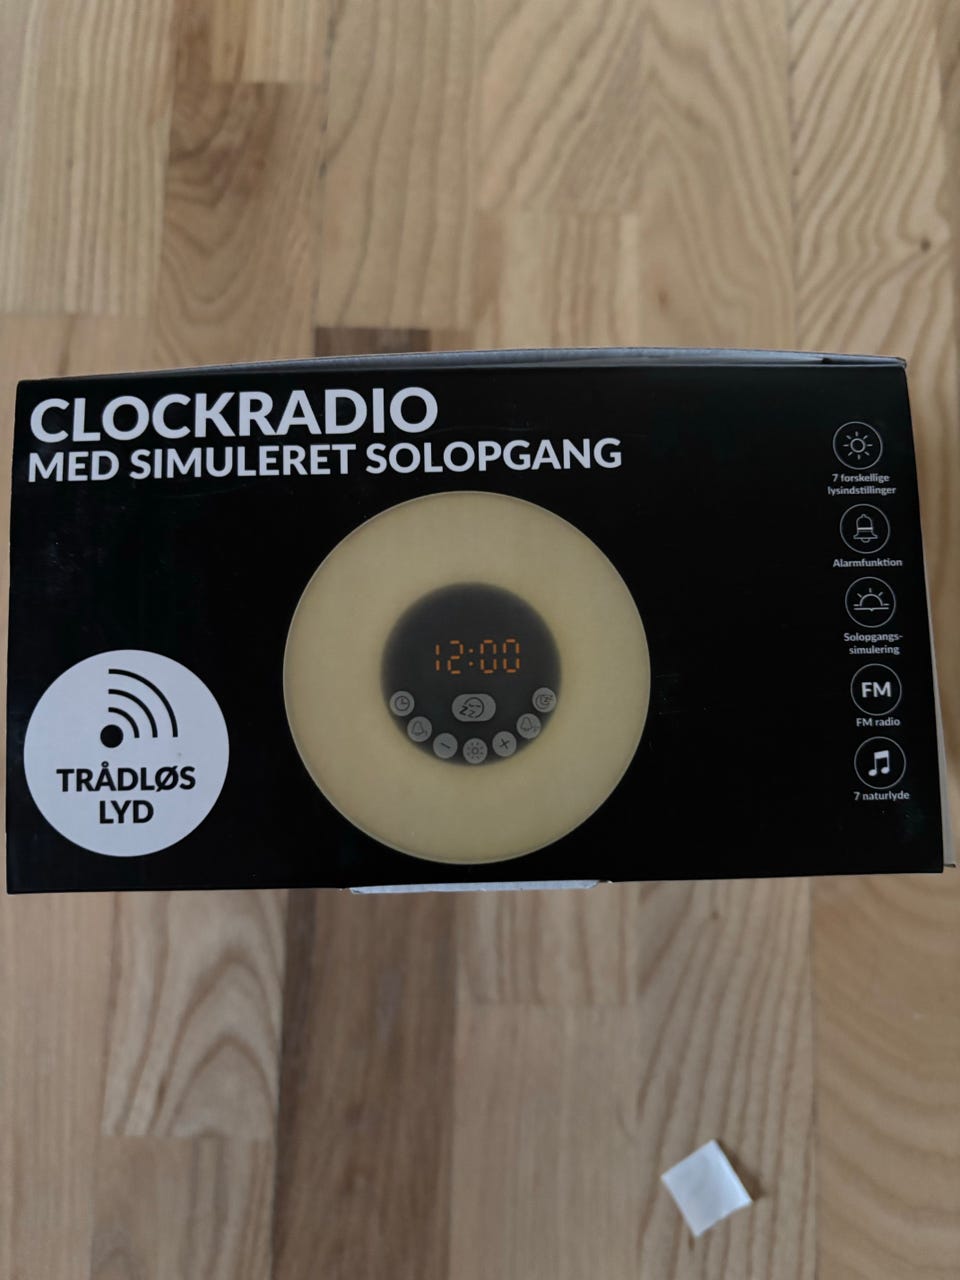 CLOCKRADIO
MED SIMULERET SOLOPGANG
TRÅDLØS
LYD
12:00
7 forskellige
lysindstillinger
Alarmfunktion
Solopgangs-
simulering
FM
FM radio
7 naturlyde